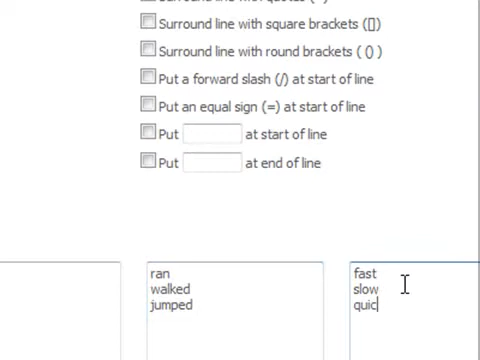 Surround line with square brackets ([])
Surround line with round brackets ( () )
Put a forward slash (/) at start of line
Put an equal sign (=) at start of line
Put at start of line
Put at end of line
ran
walked
jumped
fast
slow
quic